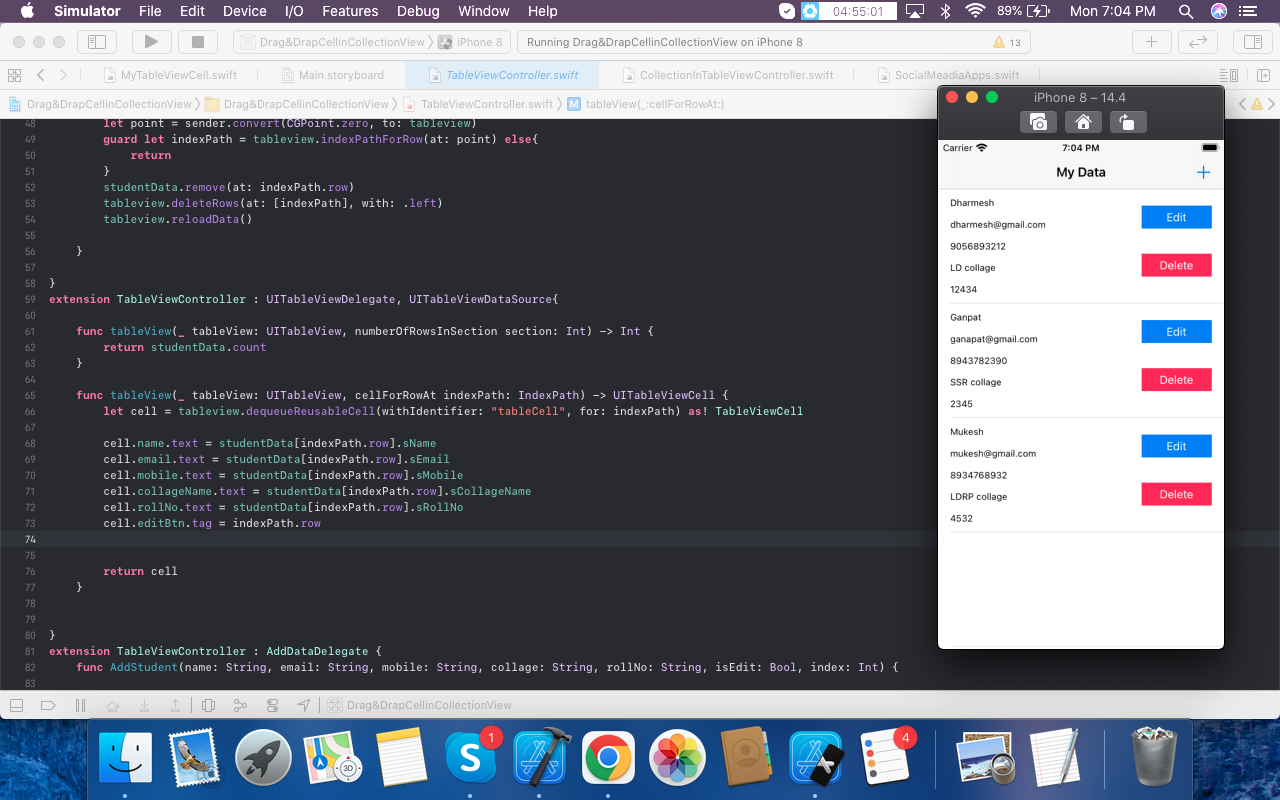 Simulator File Edit Device I/O Features Debug Window Help 04:55:01 89% Mon 7:04 PM
Drag&DrapCellinCollectionView iPhone 8 Running Drag&DrapCellinCollectionView on iPhone 8 13
MyTableViewCell.swift Main.storyboard TableViewController.swift CollectionInTableViewController.swift SocialMeadiaApps.swift
Drag&DrapCellinCollectionView Drag&DrapCellinCollectionView TableViewController.swift M tableView(_:cellForRowAt:)
48 let point = sender.convert(CGPoint.zero, to: tableview)
49 guard let indexPath = tableview.indexPathForRow(at: point) else{
50 return
51 }
52 studentData.remove(at: indexPath.row)
53 tableview.deleteRows(at: [indexPath], with: .left)
54 tableview.reloadData()
55
56 }
57
58 }
59 extension TableViewController : UITableViewDelegate, UITableViewDataSource{
60
61 func tableView(_ tableView: UITableView, numberOfRowsInSection section: Int) -> Int {
62 return studentData.count
63 }
64
65 func tableView(_ tableView: UITableView, cellForRowAt indexPath: IndexPath) -> UITableViewCell {
66 let cell = tableview.dequeueReusableCell(withIdentifier: "tableCell", for: indexPath) as! TableViewCell
67
68 cell.name.text = studentData[indexPath.row].sName
69 cell.email.text = studentData[indexPath.row].sEmail
70 cell.mobile.text = studentData[indexPath.row].sMobile
71 cell.collageName.text = studentData[indexPath.row].sCollageName
72 cell.rollNo.text = studentData[indexPath.row].sRollNo
73 cell.editBtn.tag = indexPath.row
74
75
76 return cell
77 }
78
79
80 }
81 extension TableViewController : AddDataDelegate {
82 func AddStudent(name: String, email: String, mobile: String, collage: String, rollNo: String, isEdit: Bool, index: Int) {
83
Drag&DrapCellinCollectionView
iPhone 8 – 14.4
Carrier 7:04 PM
My Data +
Dharmesh
dharmesh@gmail.com
Edit
9056893212
LD collage
Delete
12434
Ganpat
ganapat@gmail.com
Edit
8943782390
SSR collage
Delete
2345
Mukesh
mukesh@gmail.com
Edit
8934768932
LDRP collage
Delete
4532
1
4
3D